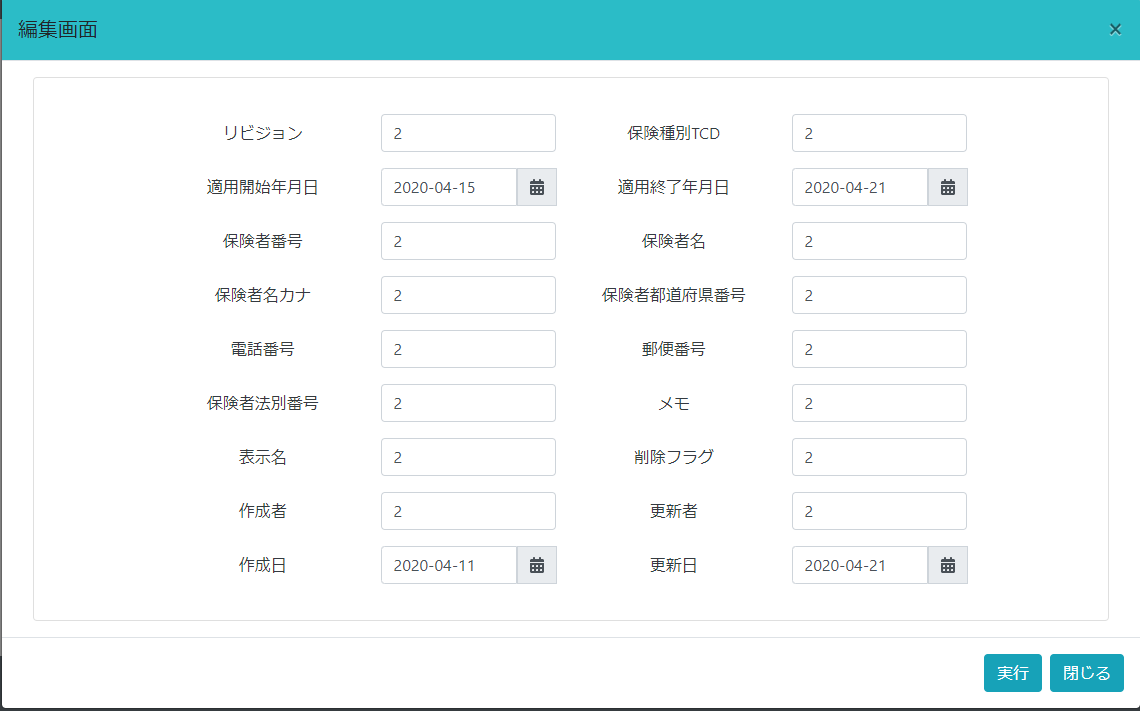 編集画面 ×
リビジョン 2 保険種別TCD 2
適用開始年月日 2020-04-15 適用終了年月日 2020-04-21
保険者番号 2 保険者名 2
保険者名カナ 2 保険者都道府県番号 2
電話番号 2 郵便番号 2
保険者法別番号 2 メモ 2
表示名 2 削除フラグ 2
作成者 2 更新者 2
作成日 2020-04-11 更新日 2020-04-21
実行 閉じる